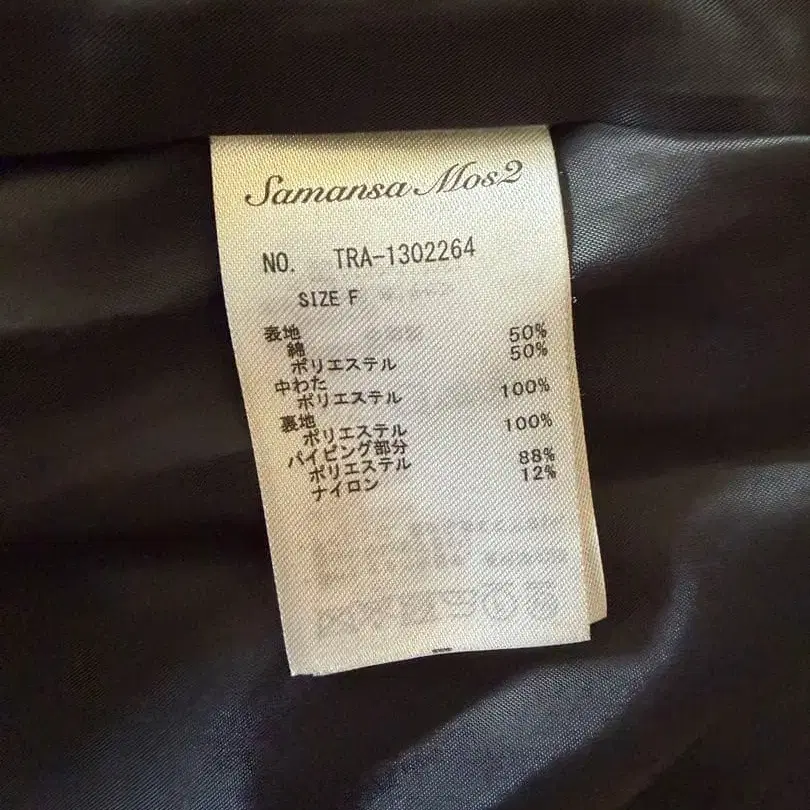 Samansa Mos2
NO. TRA-1302264
SIZE F
表地
綿 50%
ポリエステル 50%
中わた
ポリエステル 100%
裏地
ポリエステル 100%
パイピング部分
ポリエステル 88%
ナイロン 12%